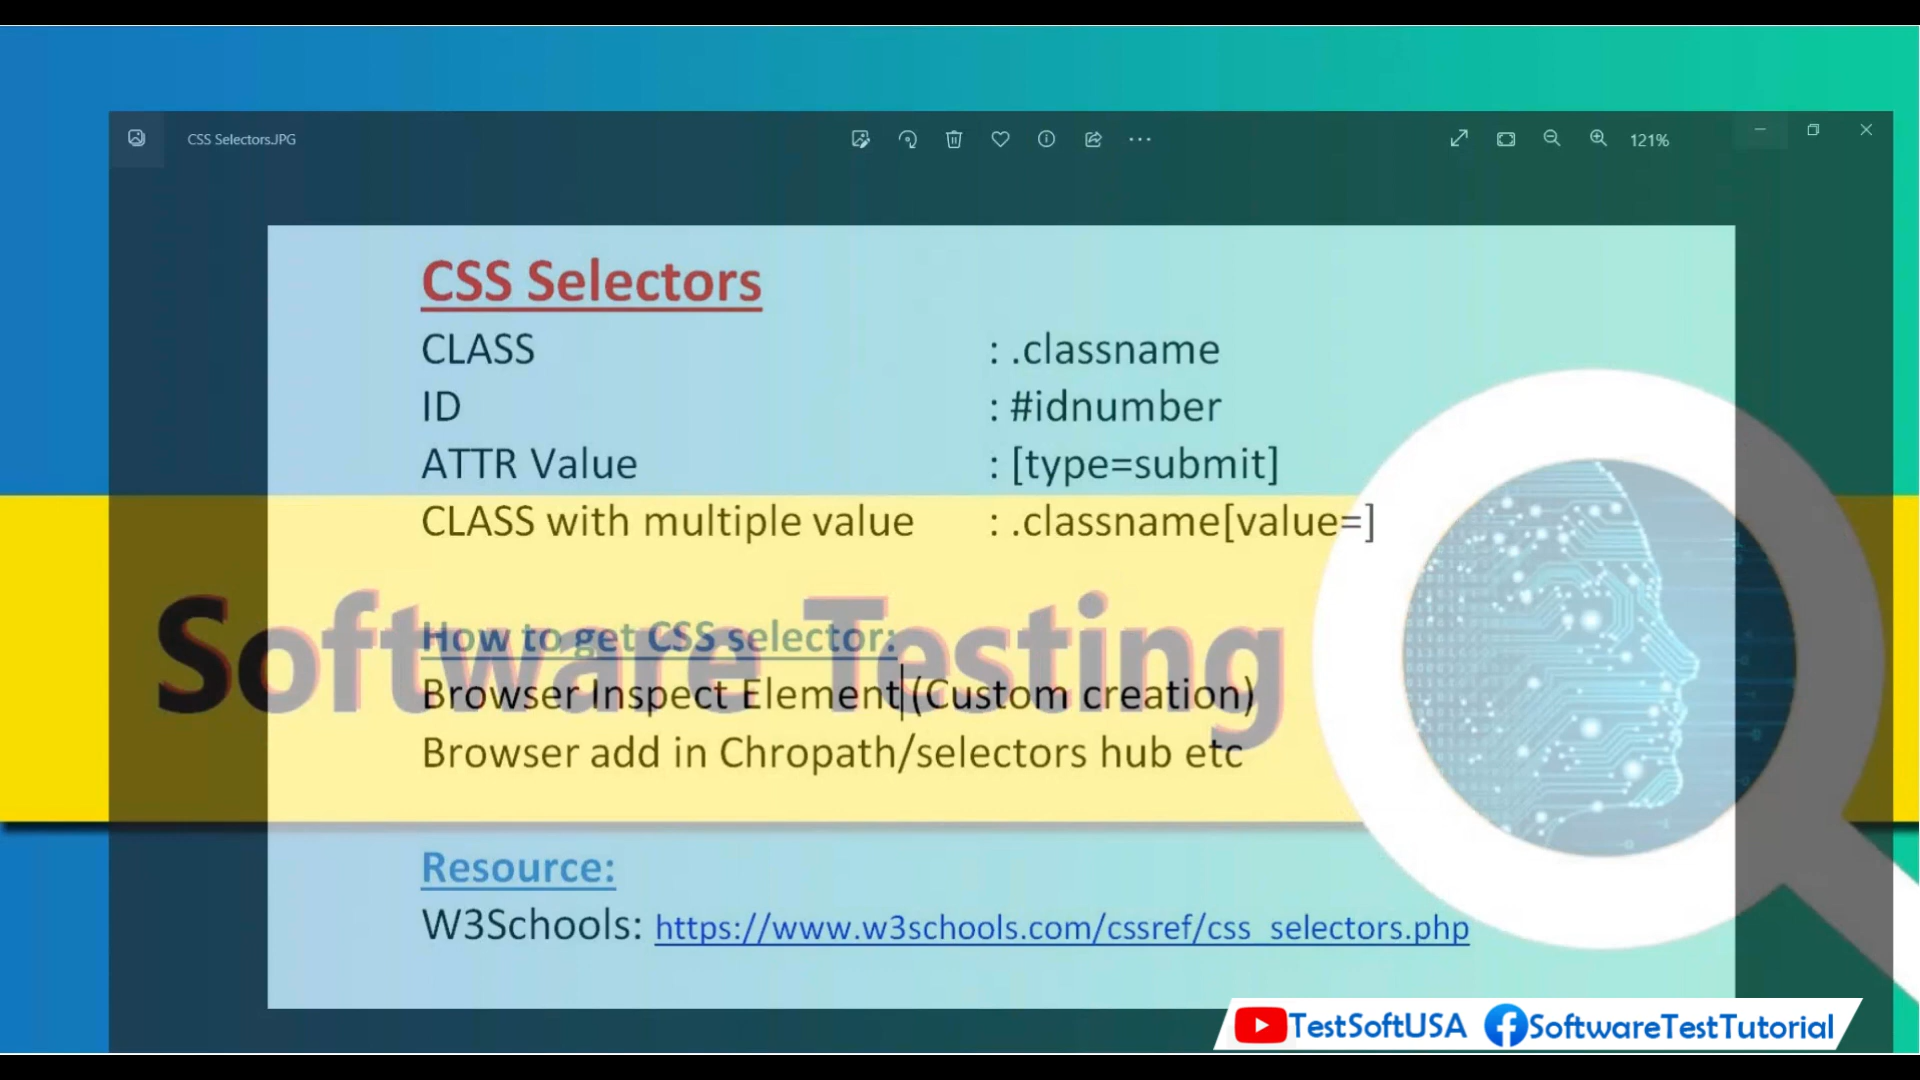 CSS Selectors.JPG
121%
CSS Selectors
CLASS : .classname
ID : #idnumber
ATTR Value : [type=submit]
CLASS with multiple value : .classname[value=]
Software Testing
How to get CSS selector:
Browser Inspect Element (Custom creation)
Browser add in Chropath/selectors hub etc
Resource:
W3Schools: https://www.w3schools.com/cssref/css_selectors.php
TestSoftUSA SoftwareTestTutorial